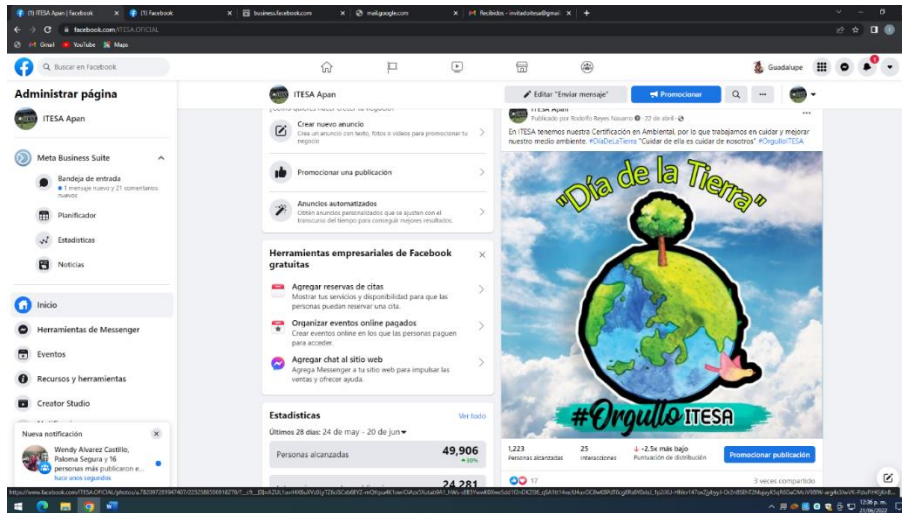 (1) ITESA Apan | Facebook
(1) Facebook
business.facebook.com
mail.google.com
Recibidos - invitadoitesa@gmai
facebook.com/ITESA.OFICIAL
Gmail
YouTube
Maps
Buscar en Facebook
Guadalupe
Administrar página
ITESA Apan
Meta Business Suite
Bandeja de entrada
1 mensaje nuevo y 21 comentarios
nuevos
Planificador
Estadísticas
Noticias
Inicio
Herramientas de Messenger
Eventos
Recursos y herramientas
Creator Studio
Nueva notificación
Wendy Alvarez Castillo,
Paloma Segura y 16
personas más publicaron e...
hace unos segundos
ITESA Apan
Editar "Enviar mensaje"
Promocionar
Crear nuevo anuncio
Crea un anuncio con texto, fotos o videos para promocionar tu
negocio
Promocionar una publicación
Anuncios automatizados
Obtén anuncios personalizados que se ajusten con el
transcurso del tiempo para conseguir mejores resultados.
Herramientas empresariales de Facebook
gratuitas
Agregar reservas de citas
Mostrar tus servicios y disponibilidad para que las
personas puedan reservar una cita.
Organizar eventos online pagados
Crear eventos online en los que las personas paguen
para acceder.
Agregar chat al sitio web
Agrega Messenger a tu sitio web para impulsar las
ventas y ofrecer ayuda.
Estadísticas
Ver todo
Últimos 28 días: 24 de may - 20 de jun
Personas alcanzadas
49,906
30%
24,281
ITESA Apan
Publicado por Rodolfo Reyes Navarro · 22 de abril ·
En ITESA tenemos nuestra Certificación en Ambiental, por lo que trabajamos en cuidar y mejorar
nuestro medio ambiente. #DíaDeLaTierra "Cuidar de ella es cuidar de nosotros" #OrgulloITESA
"Día de la Tierra"
#Orgullo ITESA
1,223
Personas alcanzadas
25
Interacciones
-2.5x más bajo
Puntuación de distribución
Promocionar publicación
17
3 veces compartido
12:36 p. m.
21/06/2022